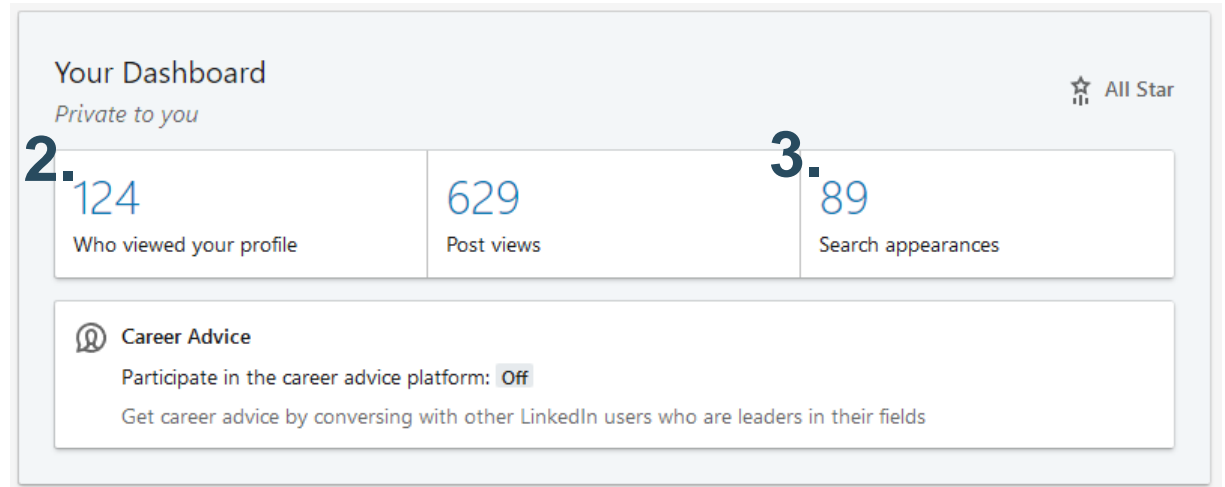 Your Dashboard
All Star
Private to you
2.
3.
124
629
89
Who viewed your profile
Post views
Search appearances
Career Advice
Participate in the career advice platform: Off
Get career advice by conversing with other LinkedIn users who are leaders in their fields